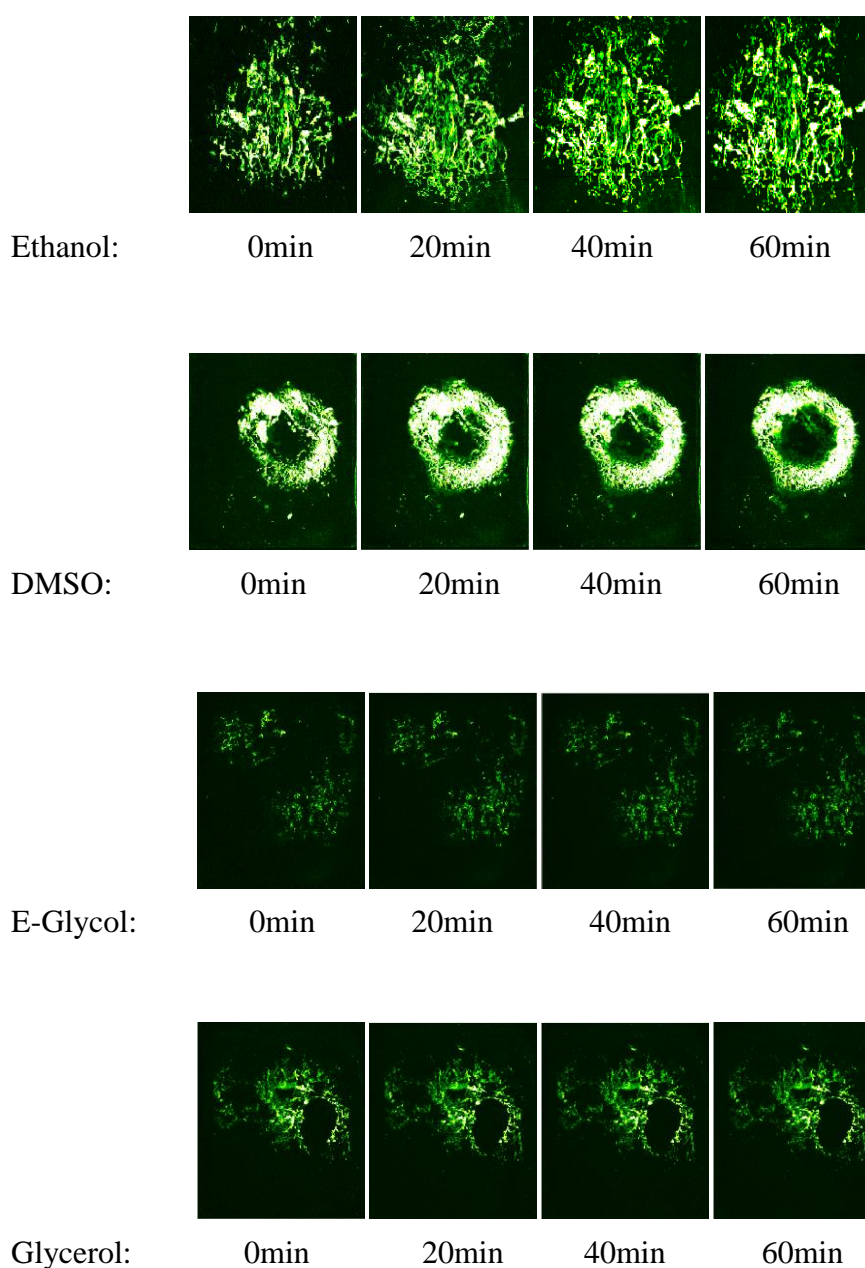 Ethanol: 0min 20min 40min 60min
DMSO: 0min 20min 40min 60min
E-Glycol: 0min 20min 40min 60min
Glycerol: 0min 20min 40min 60min